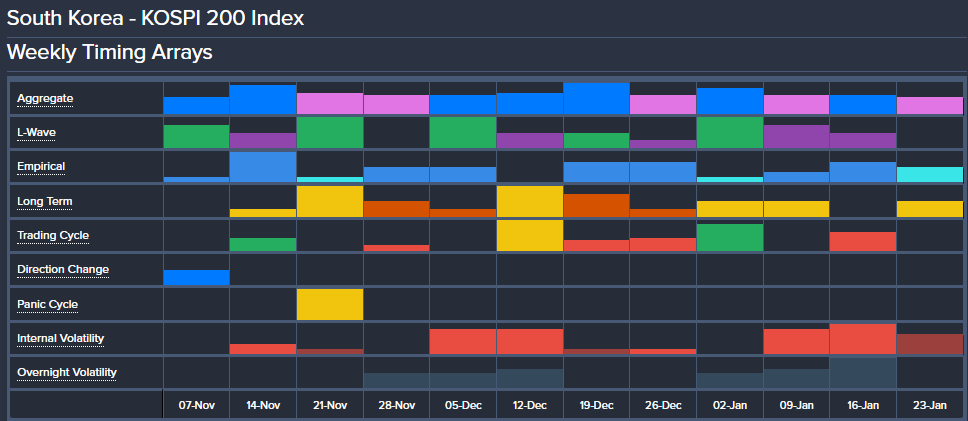 South Korea - KOSPI 200 Index
Weekly Timing Arrays
Aggregate
L-Wave
Empirical
Long Term
Trading Cycle
Direction Change
Panic Cycle
Internal Volatility
Overnight Volatility
07-Nov 14-Nov 21-Nov 28-Nov 05-Dec 12-Dec 19-Dec 26-Dec 02-Jan 09-Jan 16-Jan 23-Jan